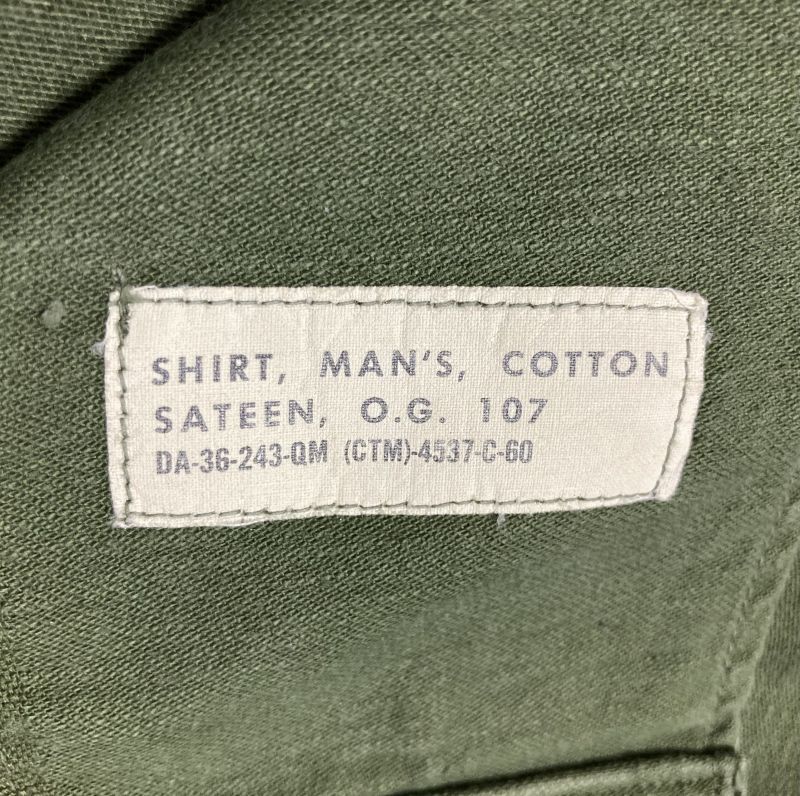 SHIRT, MAN'S, COTTON
SATEEN, O.G. 107
DA-36-243-QM (CTM)-4537-C-60